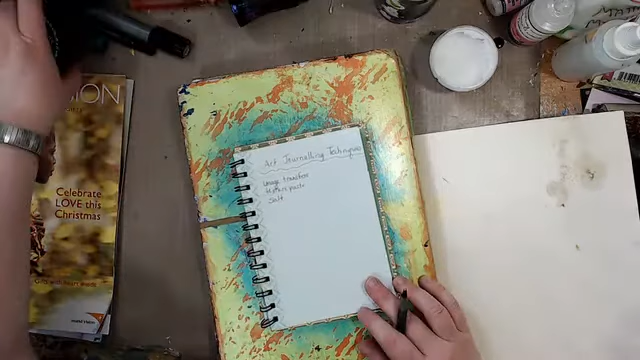 ION
Celebrate
LOVE this
Christmas
Art Journalling Techniques
image transfer
texture paste
salt